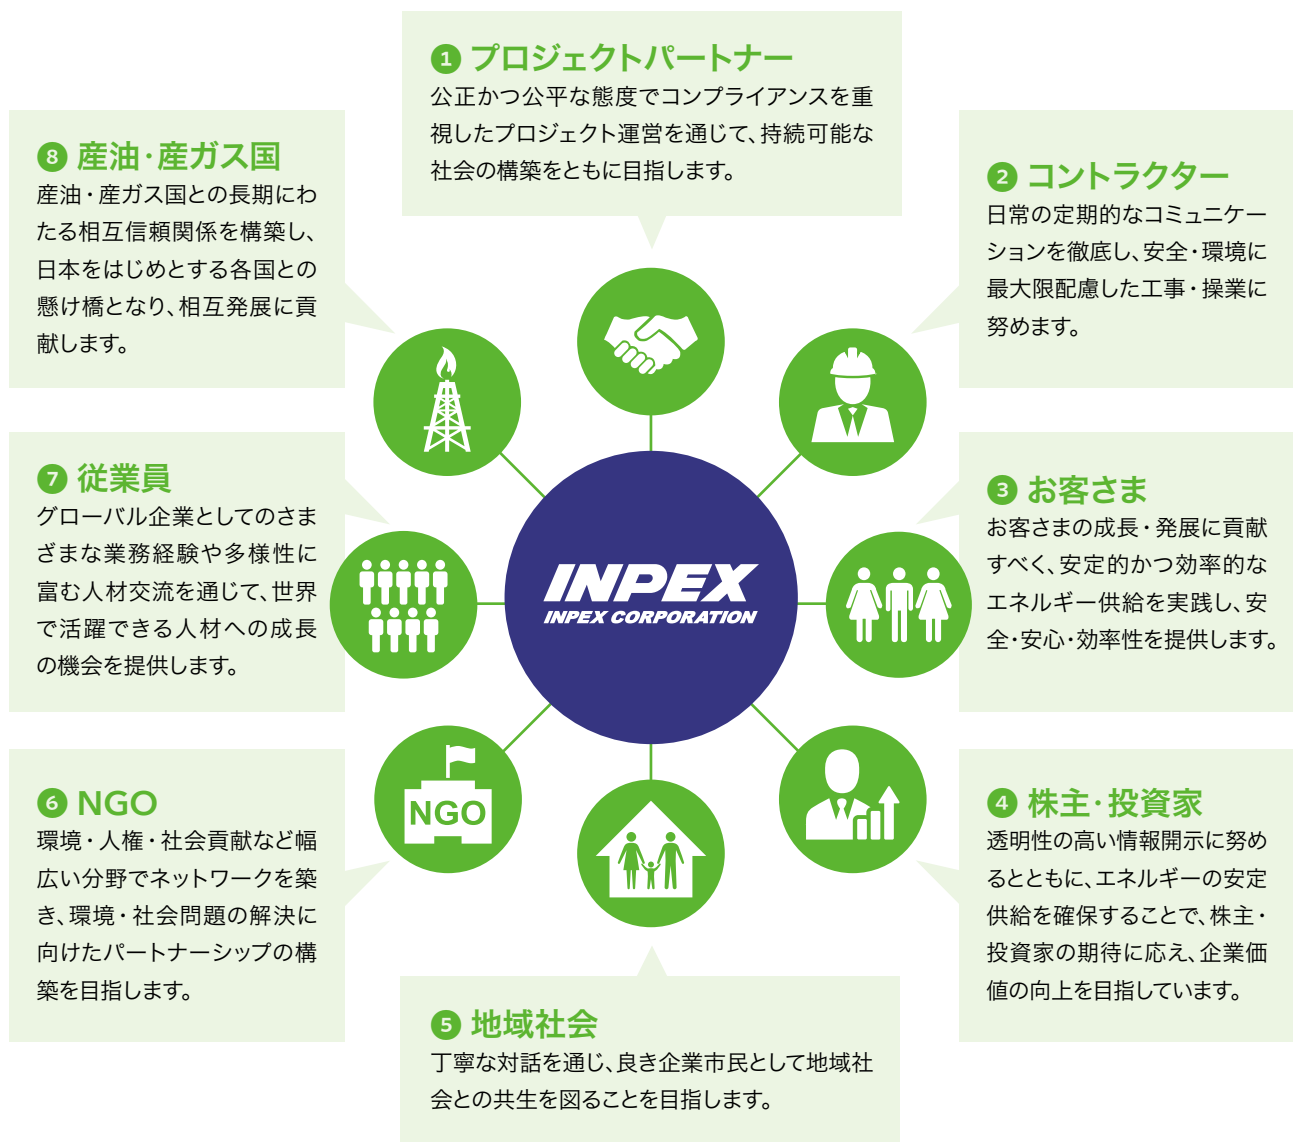 ❶ プロジェクトパートナー
公正かつ公平な態度でコンプライアンスを重
視したプロジェクト運営を通じて、持続可能な
社会の構築をともに目指します。
❷ コントラクター
日常の定期的なコミュニケー
ションを徹底し、安全・環境に
最大限配慮した工事・操業に
努めます。
❸ お客さま
お客さまの成長・発展に貢献
すべく、安定的かつ効率的な
エネルギー供給を実践し、安
全・安心・効率性を提供します。
❹ 株主・投資家
透明性の高い情報開示に努め
るとともに、エネルギーの安定
供給を確保することで、株主・
投資家の期待に応え、企業価
値の向上を目指しています。
❺ 地域社会
丁寧な対話を通じ、良き企業市民として地域社
会との共生を図ることを目指します。
❻ NGO
環境・人権・社会貢献など幅
広い分野でネットワークを築
き、環境・社会問題の解決に
向けたパートナーシップの構
築を目指します。
❼ 従業員
グローバル企業としてのさま
ざまな業務経験や多様性に
富む人材交流を通じて、世界
で活躍できる人材への成長
の機会を提供します。
❽ 産油・産ガス国
産油・産ガス国との長期にわ
たる相互信頼関係を構築し、
日本をはじめとする各国との
懸け橋となり、相互発展に貢
献します。
INPEX
INPEX CORPORATION
NGO